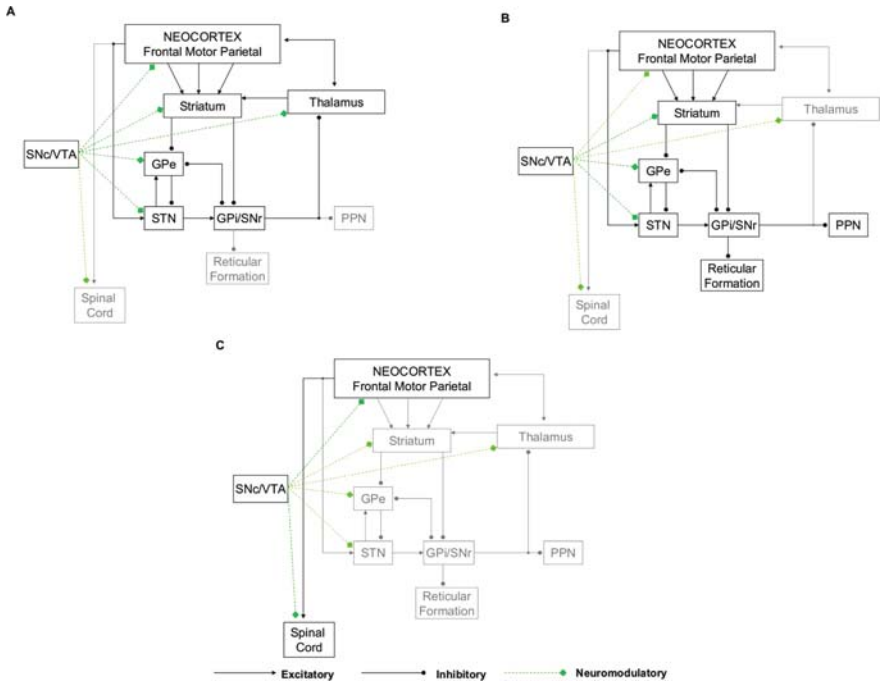 A
NEOCORTEX
Frontal Motor Parietal
Striatum
Thalamus
SNc/VTA
GPe
STN
GPi/SNr
PPN
Reticular
Formation
Spinal
Cord
B
NEOCORTEX
Frontal Motor Parietal
Striatum
Thalamus
SNc/VTA
GPe
STN
GPi/SNr
PPN
Reticular
Formation
Spinal
Cord
C
NEOCORTEX
Frontal Motor Parietal
Striatum
Thalamus
SNc/VTA
GPe
STN
GPi/SNr
PPN
Reticular
Formation
Spinal
Cord
Excitatory
Inhibitory
Neuromodulatory